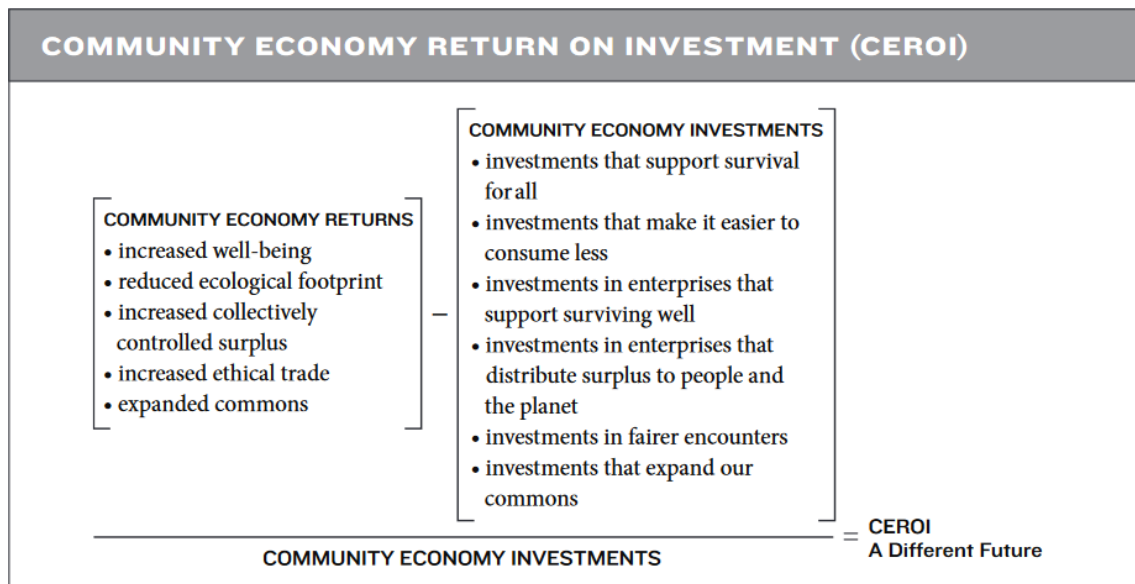 COMMUNITY ECONOMY RETURN ON INVESTMENT (CEROI)
COMMUNITY ECONOMY RETURNS
• increased well-being
• reduced ecological footprint
• increased collectively
controlled surplus
• increased ethical trade
• expanded commons
–
COMMUNITY ECONOMY INVESTMENTS
• investments that support survival
for all
• investments that make it easier to
consume less
• investments in enterprises that
support surviving well
• investments in enterprises that
distribute surplus to people and
the planet
• investments in fairer encounters
• investments that expand our
commons
COMMUNITY ECONOMY INVESTMENTS
= CEROI
A Different Future